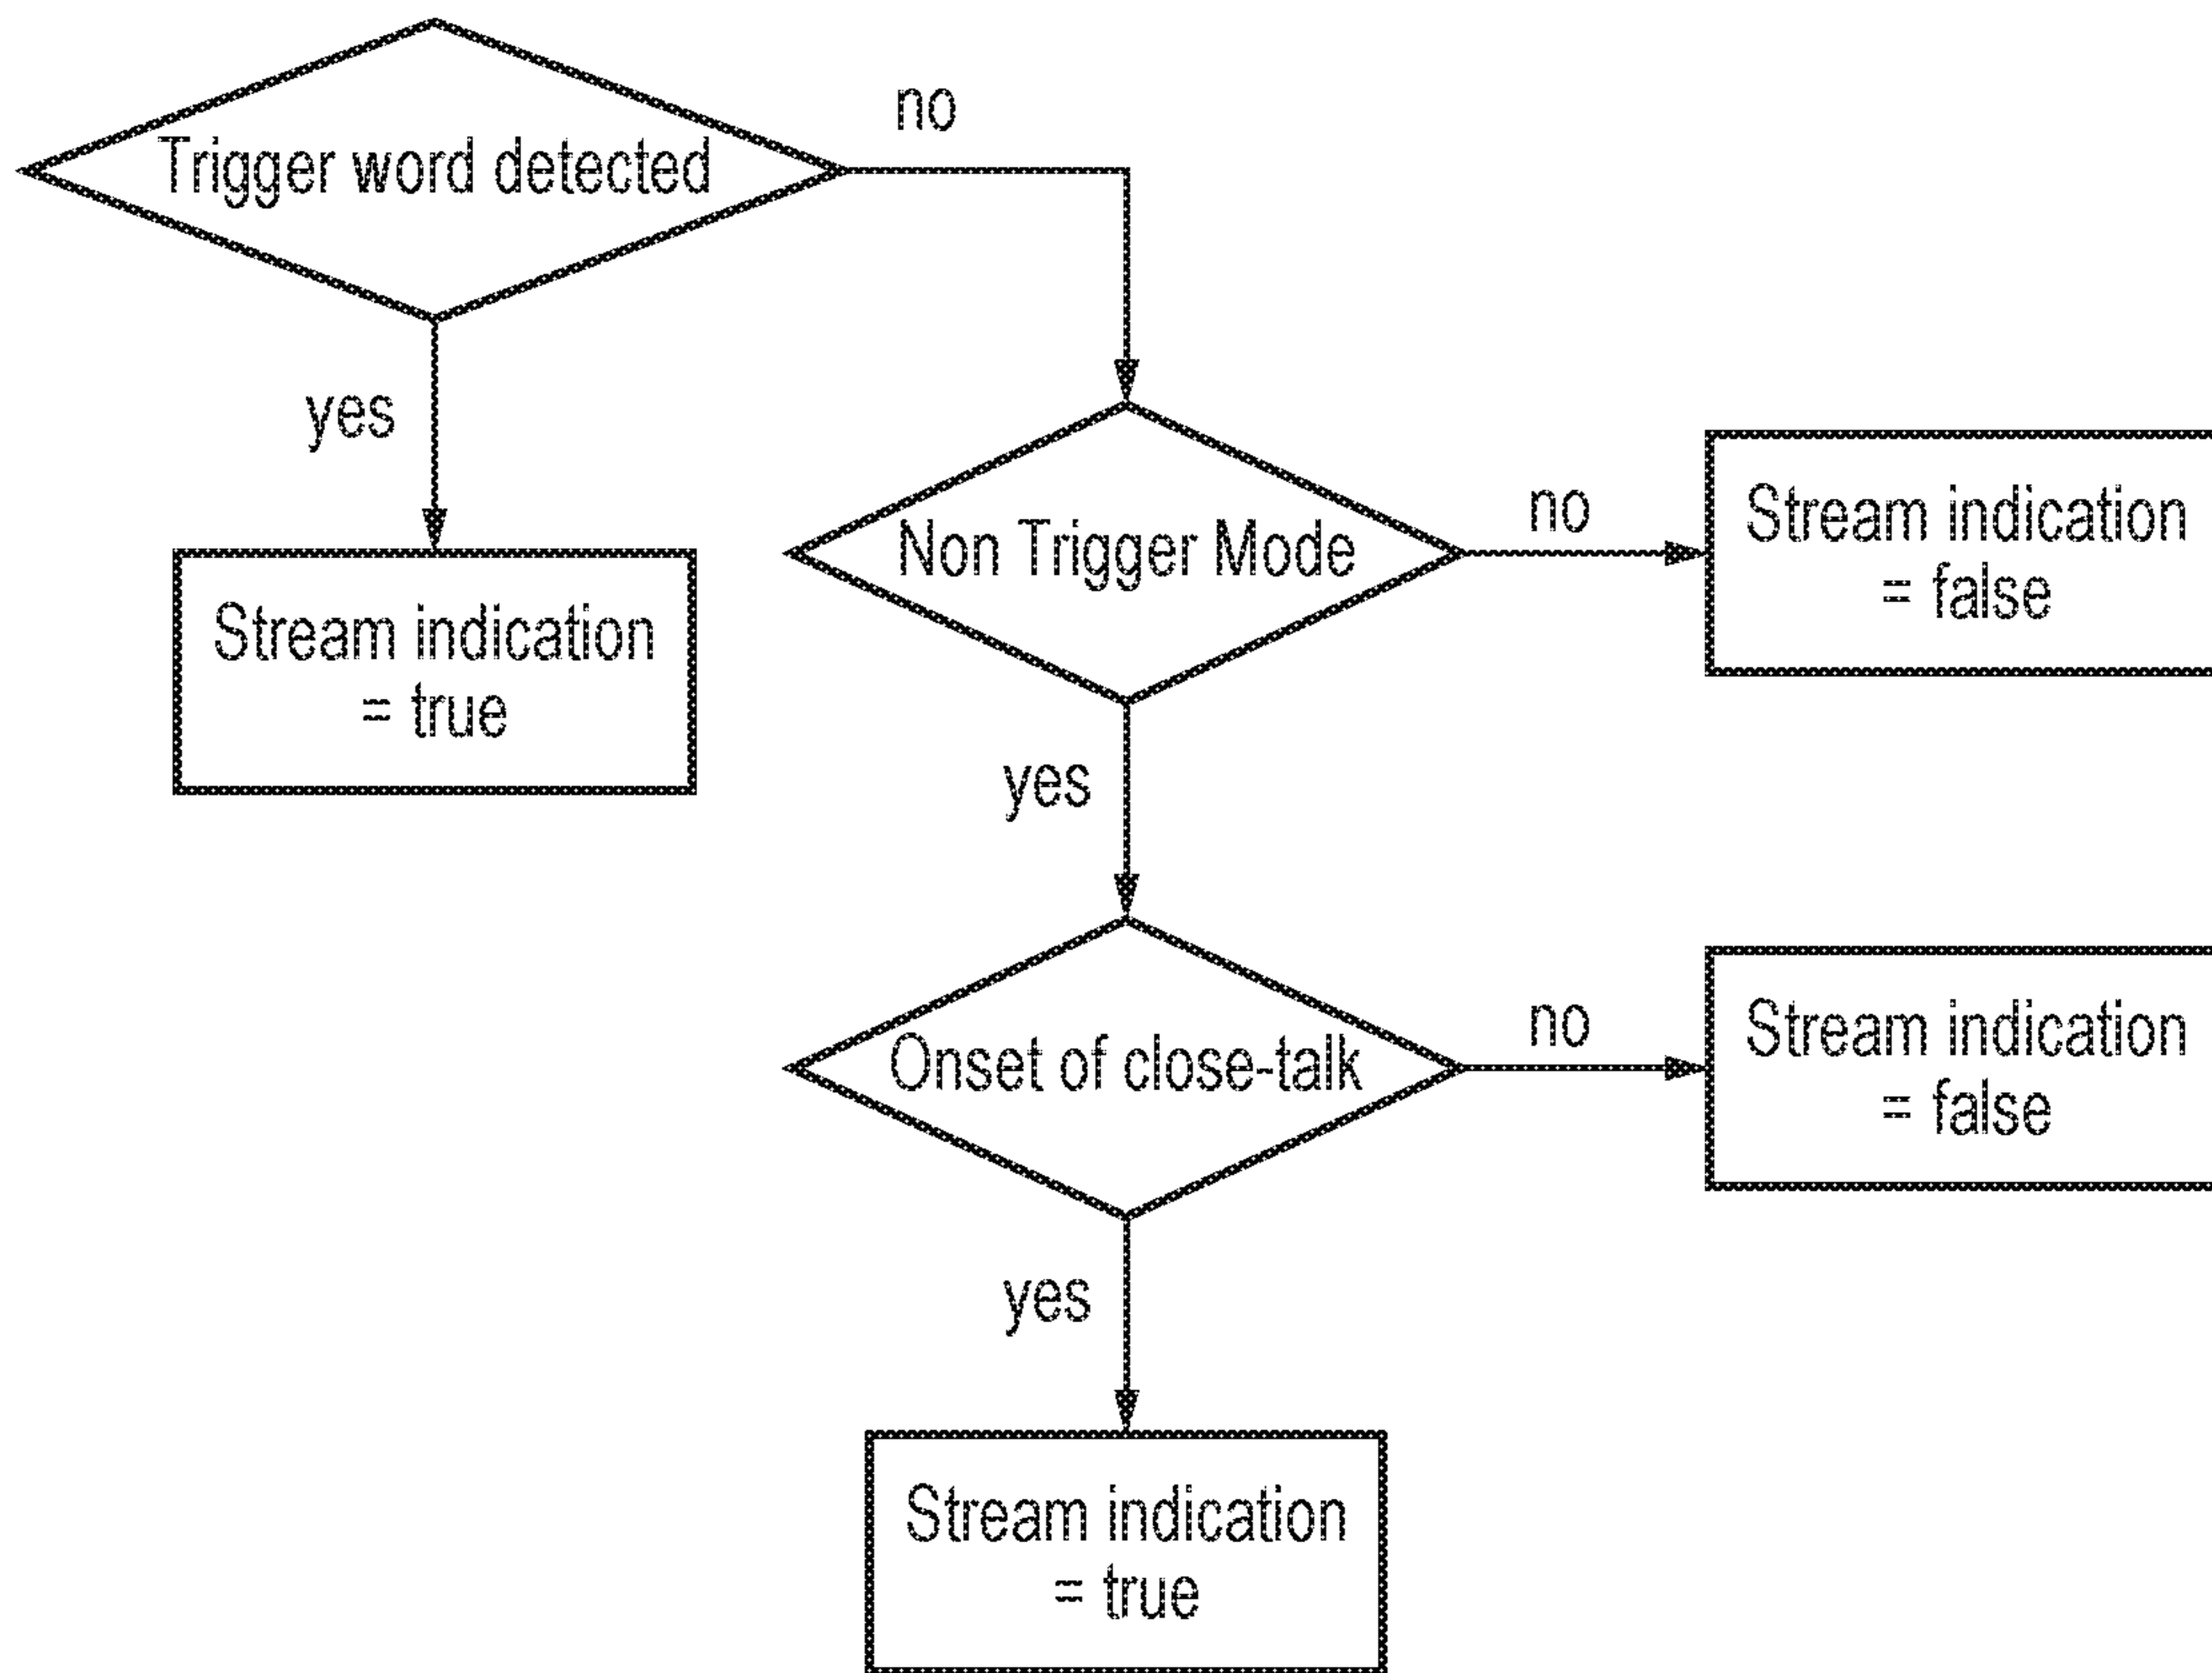 no
Trigger word detected
yes
Stream indication
= true
Non Trigger Mode
no
Stream indication
= false
yes
Onset of close-talk
no
Stream indication
= false
yes
Stream indication
= true